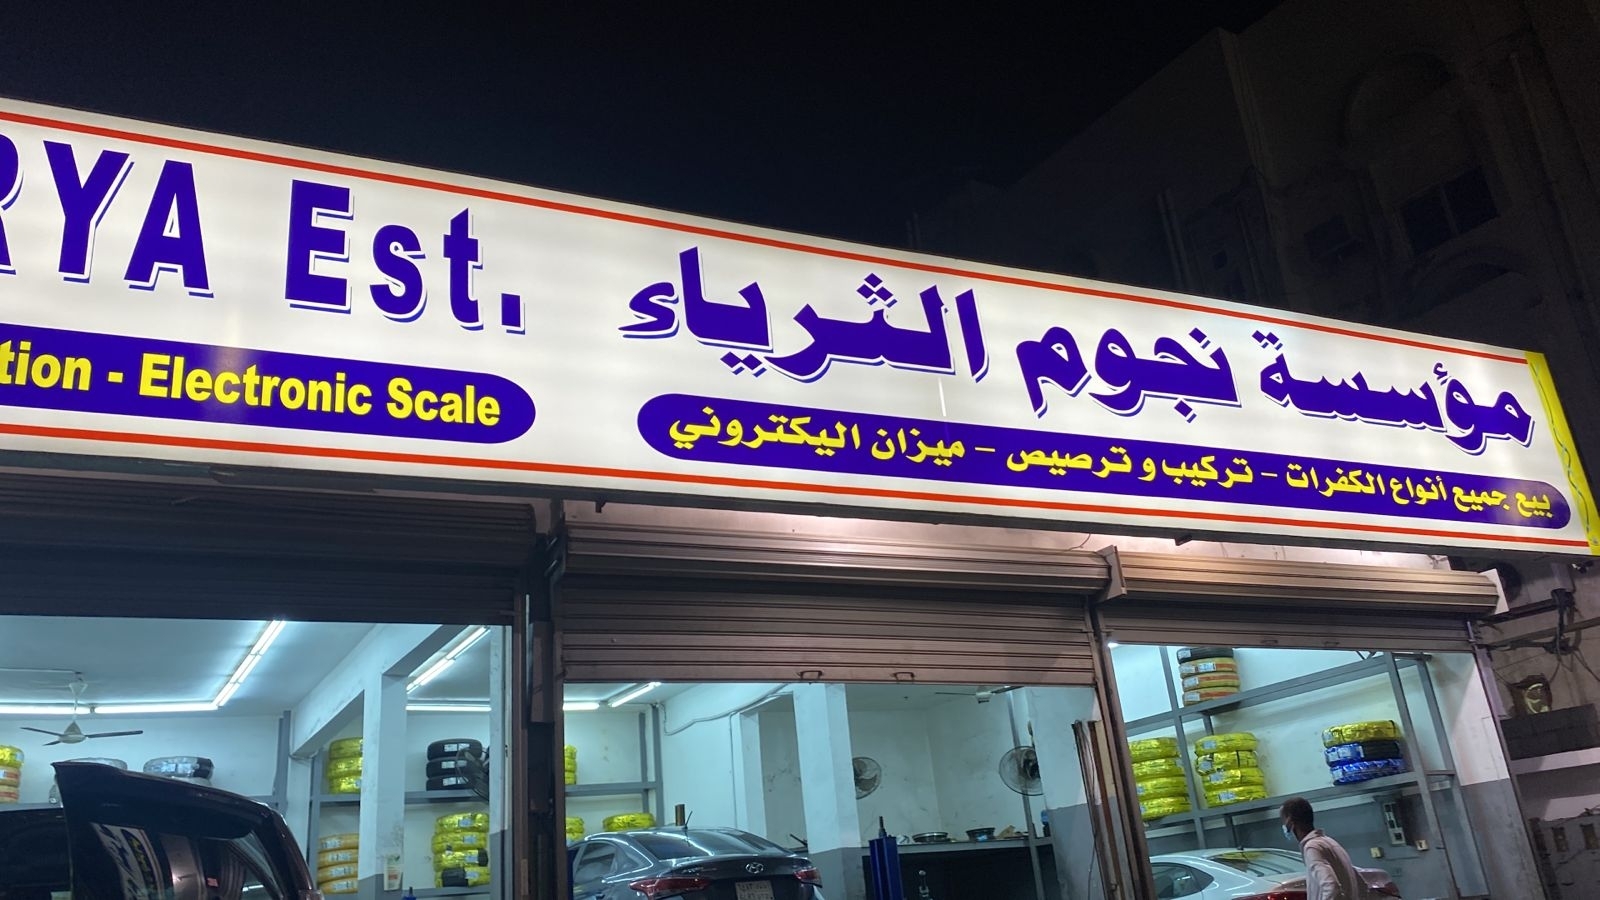 RYA Est.
tion - Electronic Scale
مؤسسة نجوم الثرياء
بيع جميع أنواع الكفرات - تركيب و ترصيص - ميزان اليكتروني